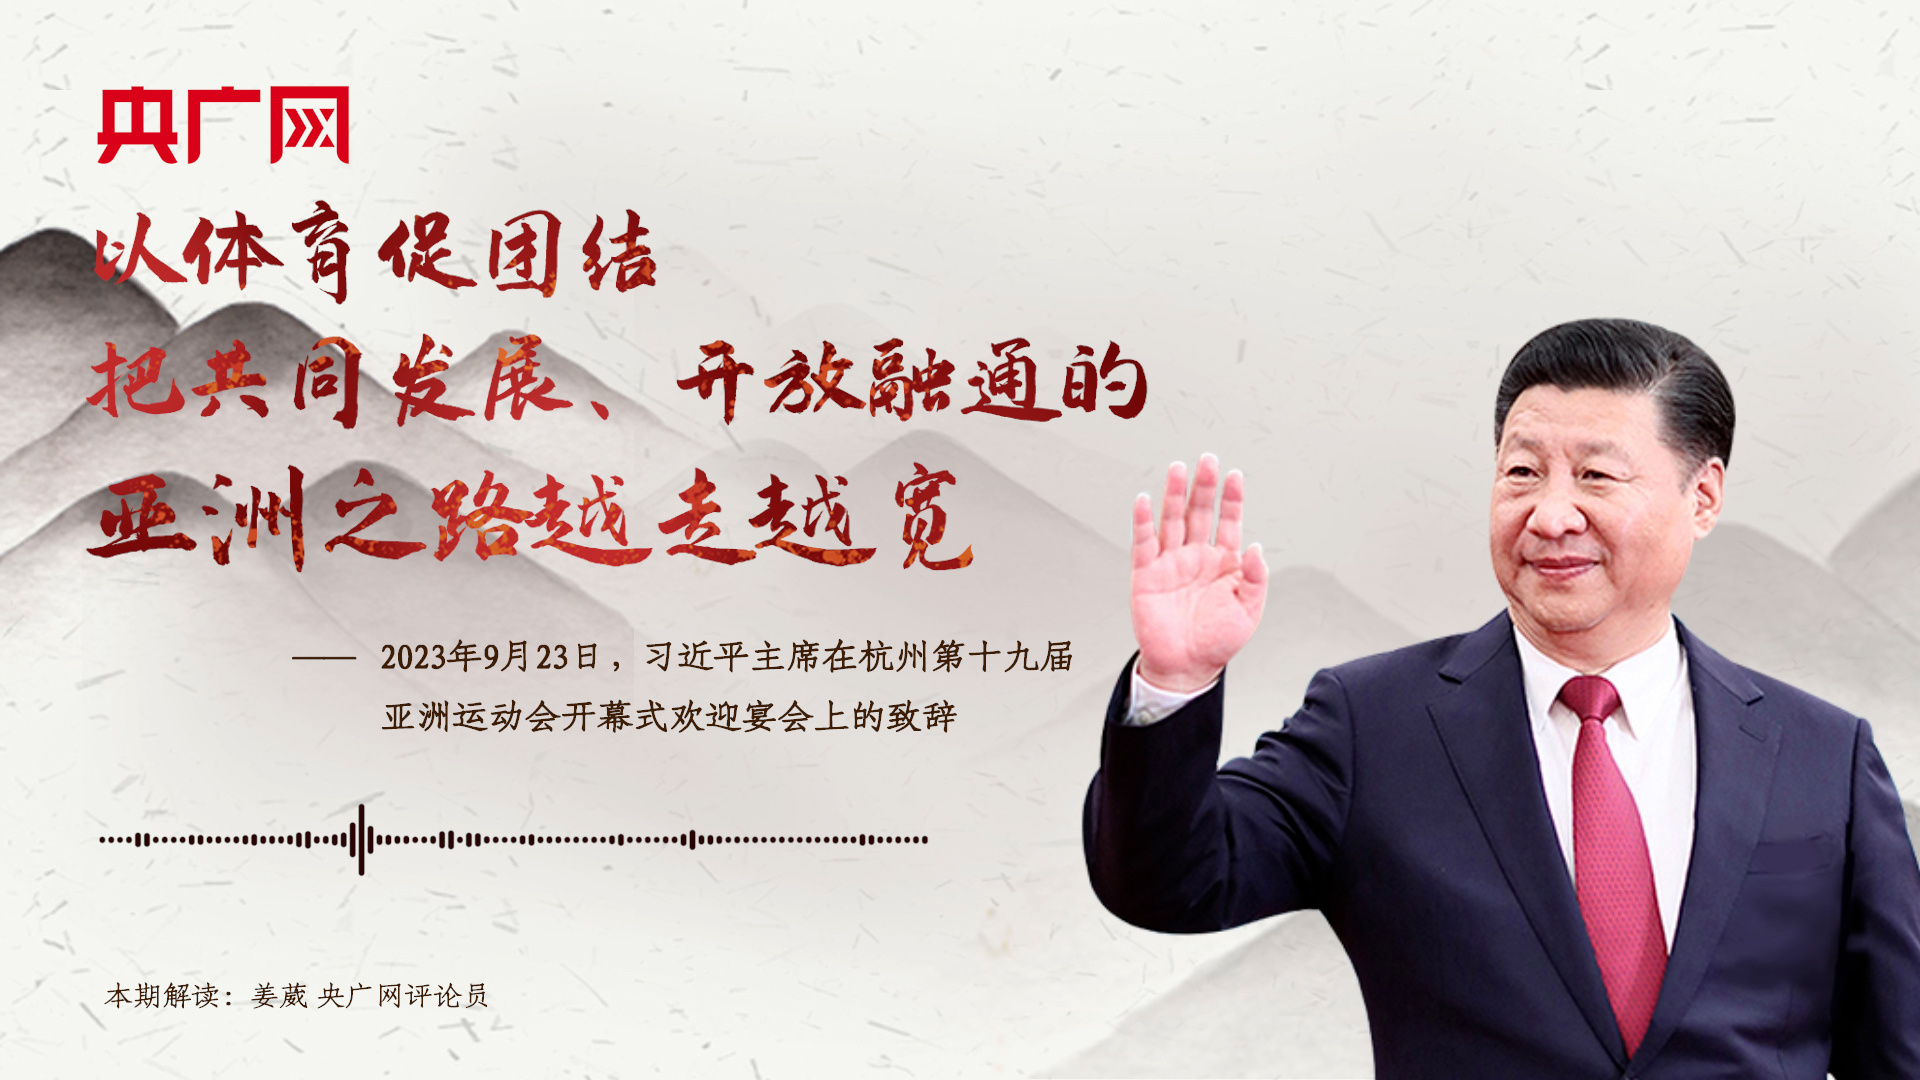 央广网
以体育促团结
把共同发展、开放融通的
亚洲之路越走越宽
—— 2023年9月23日，习近平主席在杭州第十九届
亚洲运动会开幕式欢迎宴会上的致辞
本期解读：姜葳 央广网评论员